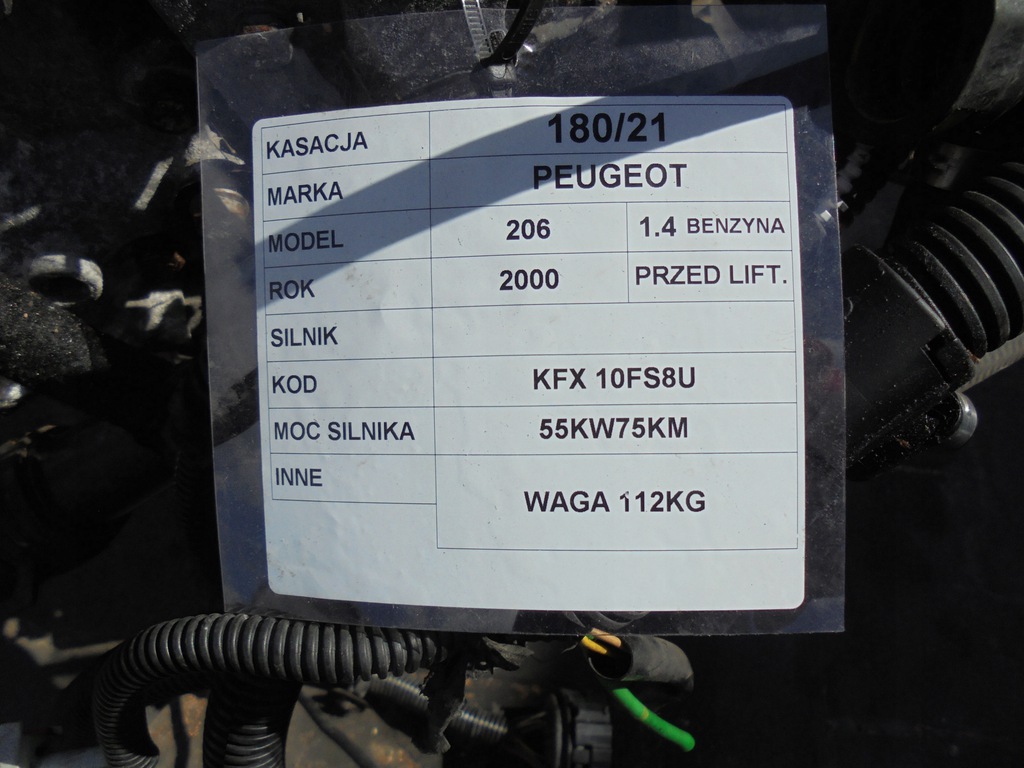 KASACJA 180/21
MARKA PEUGEOT
MODEL 206 1.4 BENZYNA
ROK 2000 PRZED LIFT.
SILNIK
KOD KFX 10FS8U
MOC SILNIKA 55KW75KM
INNE
WAGA 112KG